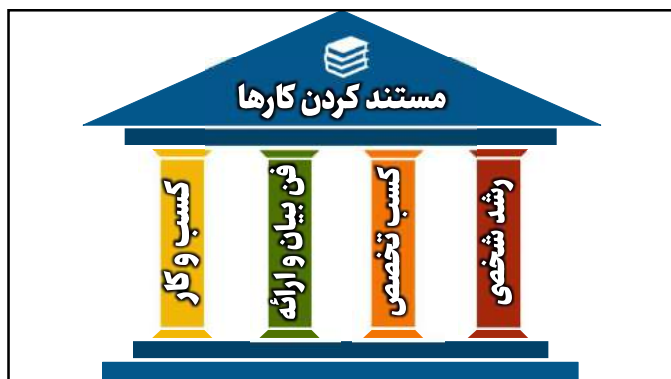 مستند کردن کارها
رشد شخصی
کسب تخصص
فن بیان و ارائه
کسب و کار